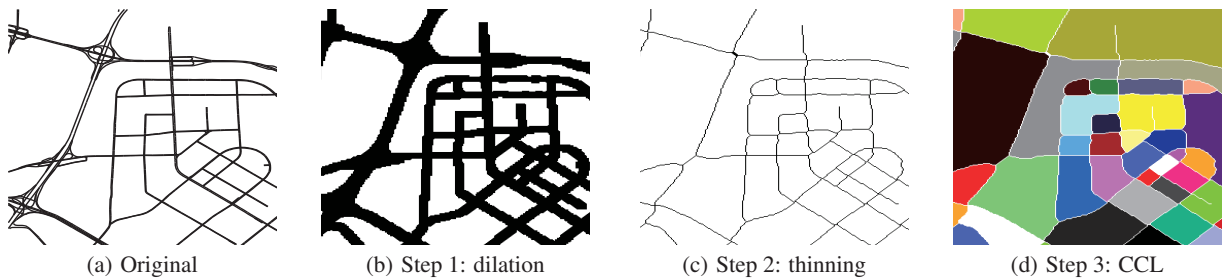 (a) Original
(b) Step 1: dilation
(c) Step 2: thinning
(d) Step 3: CCL